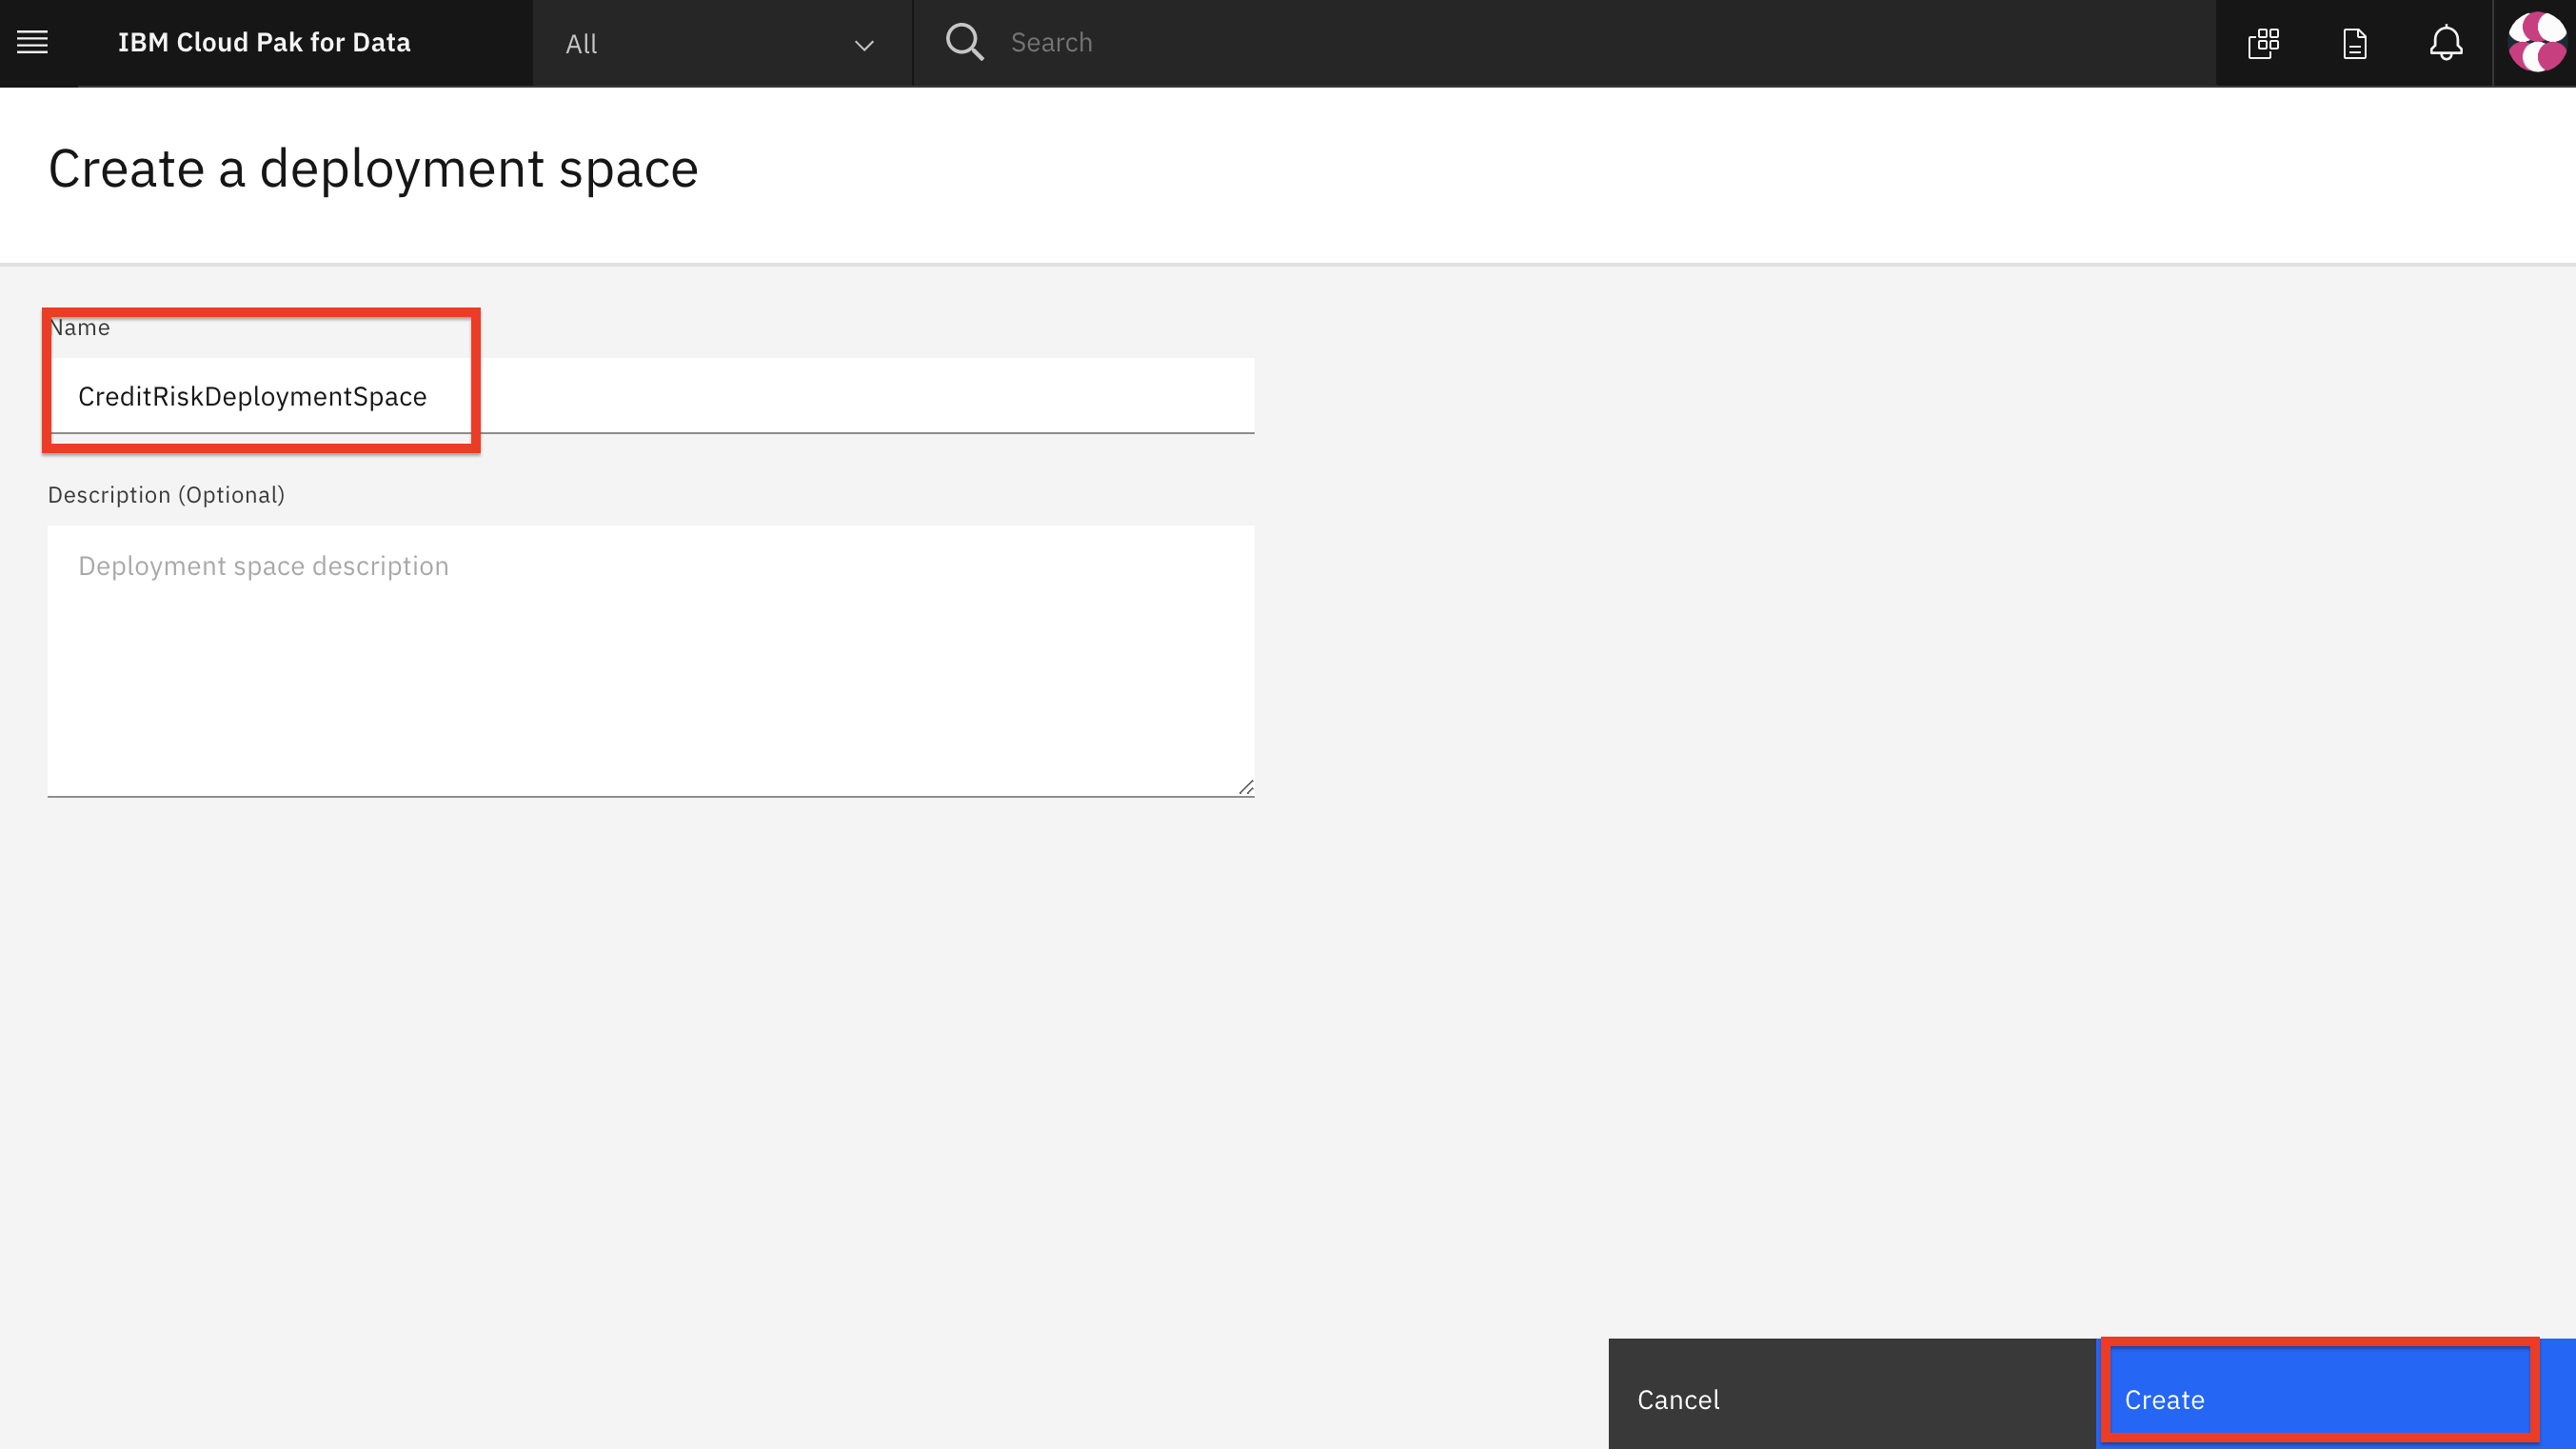 IBM Cloud Pak for Data
All
Search
Create a deployment space
Name
CreditRiskDeploymentSpace
Description (Optional)
Deployment space description
Cancel
Create